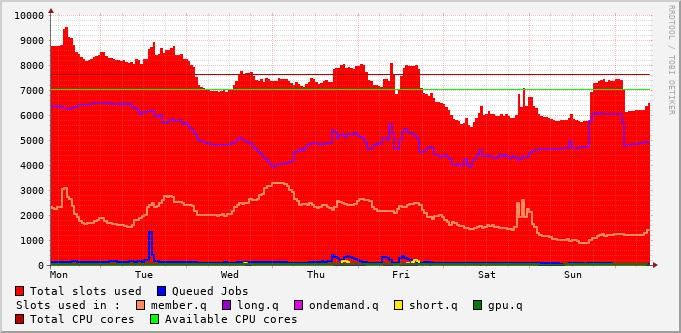 RRDTOOL / TOBI OETIKER
10000
9000
8000
7000
6000
5000
4000
3000
2000
1000
0
Mon Tue Wed Thu Fri Sat Sun
Total slots used Queued Jobs
Slots used in : member.q long.q ondemand.q short.q gpu.q
Total CPU cores Available CPU cores